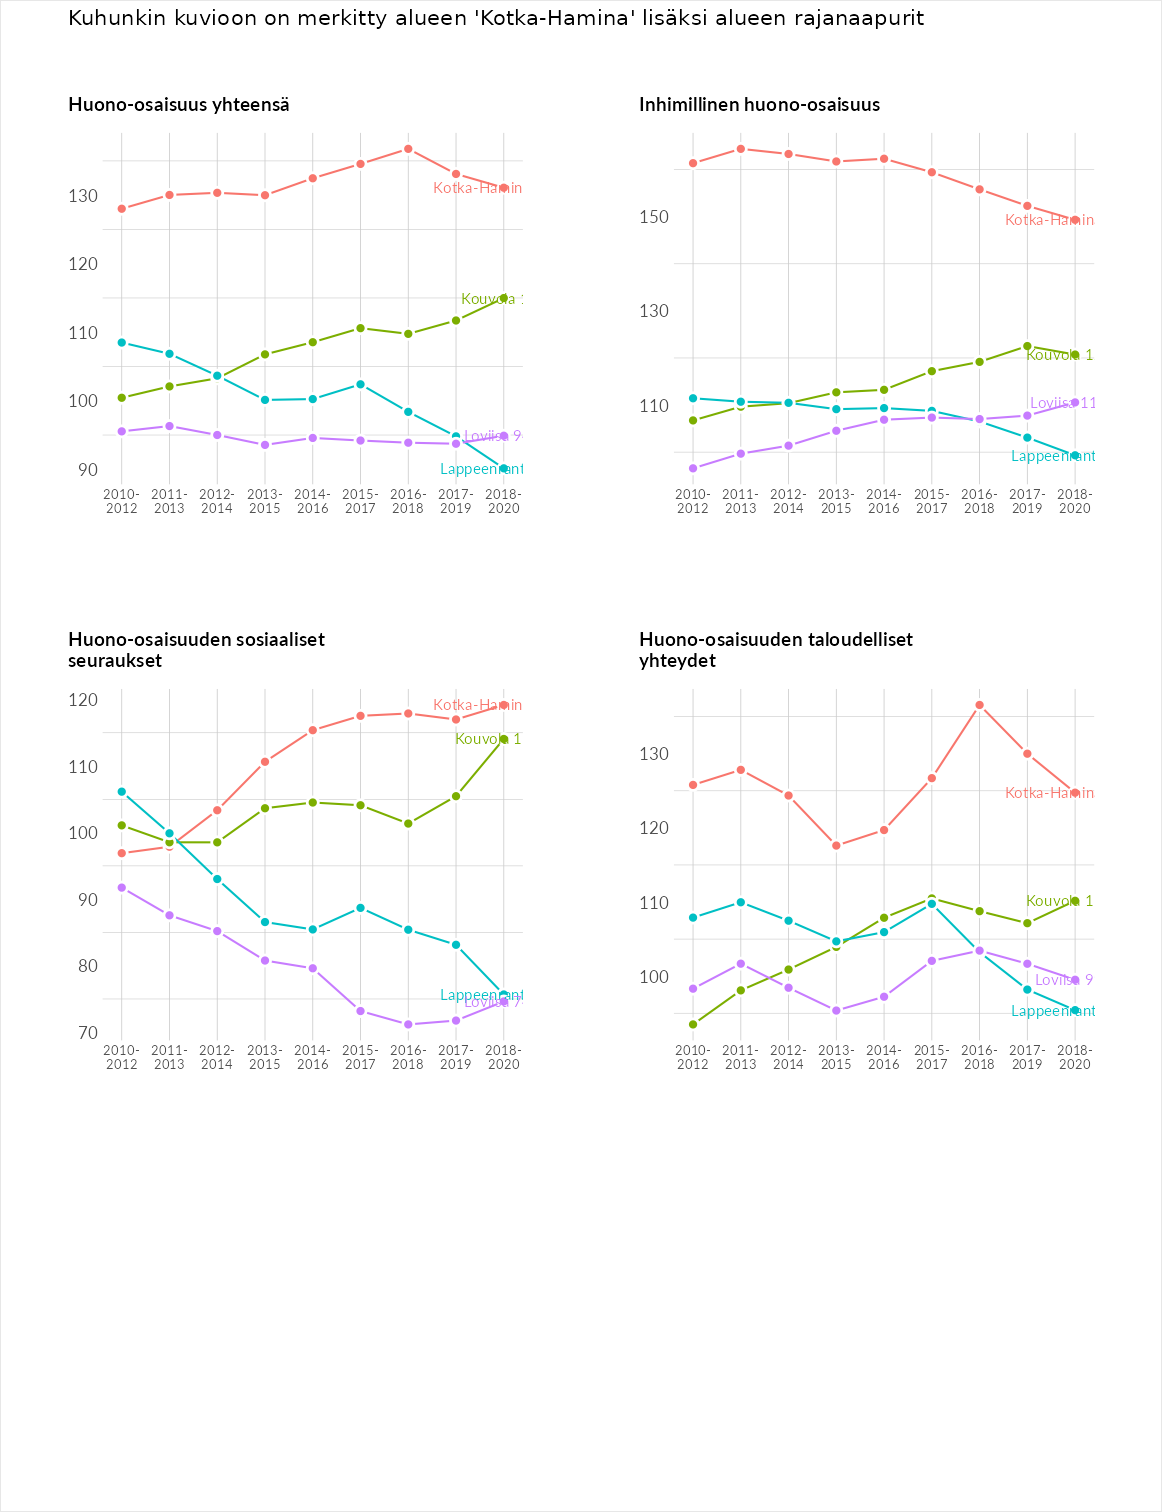 Kuhunkin kuvioon on merkitty alueen 'Kotka-Hamina' lisäksi alueen rajanaapurit
Huono-osaisuus yhteensä
130
120
110
100
90
Kotka-Hamin
Kouvola 1
Loviisa 9
Lappeenrant
2010-2012 2011-2013 2012-2014 2013-2015 2014-2016 2015-2017 2016-2018 2017-2019 2018-2020
Inhimillinen huono-osaisuus
150
130
110
Kotka-Hamin
Kouvola 1
Loviisa 11
Lappeenrant
2010-2012 2011-2013 2012-2014 2013-2015 2014-2016 2015-2017 2016-2018 2017-2019 2018-2020
Huono-osaisuuden sosiaaliset
seuraukset
120
110
100
90
80
70
Kotka-Hamin
Kouvola 1
Lappeenrant
Loviisa 7
2010-2012 2011-2013 2012-2014 2013-2015 2014-2016 2015-2017 2016-2018 2017-2019 2018-2020
Huono-osaisuuden taloudelliset
yhteydet
130
120
110
100
Kotka-Hamin
Kouvola 1
Loviisa 9
Lappeenrant
2010-2012 2011-2013 2012-2014 2013-2015 2014-2016 2015-2017 2016-2018 2017-2019 2018-2020